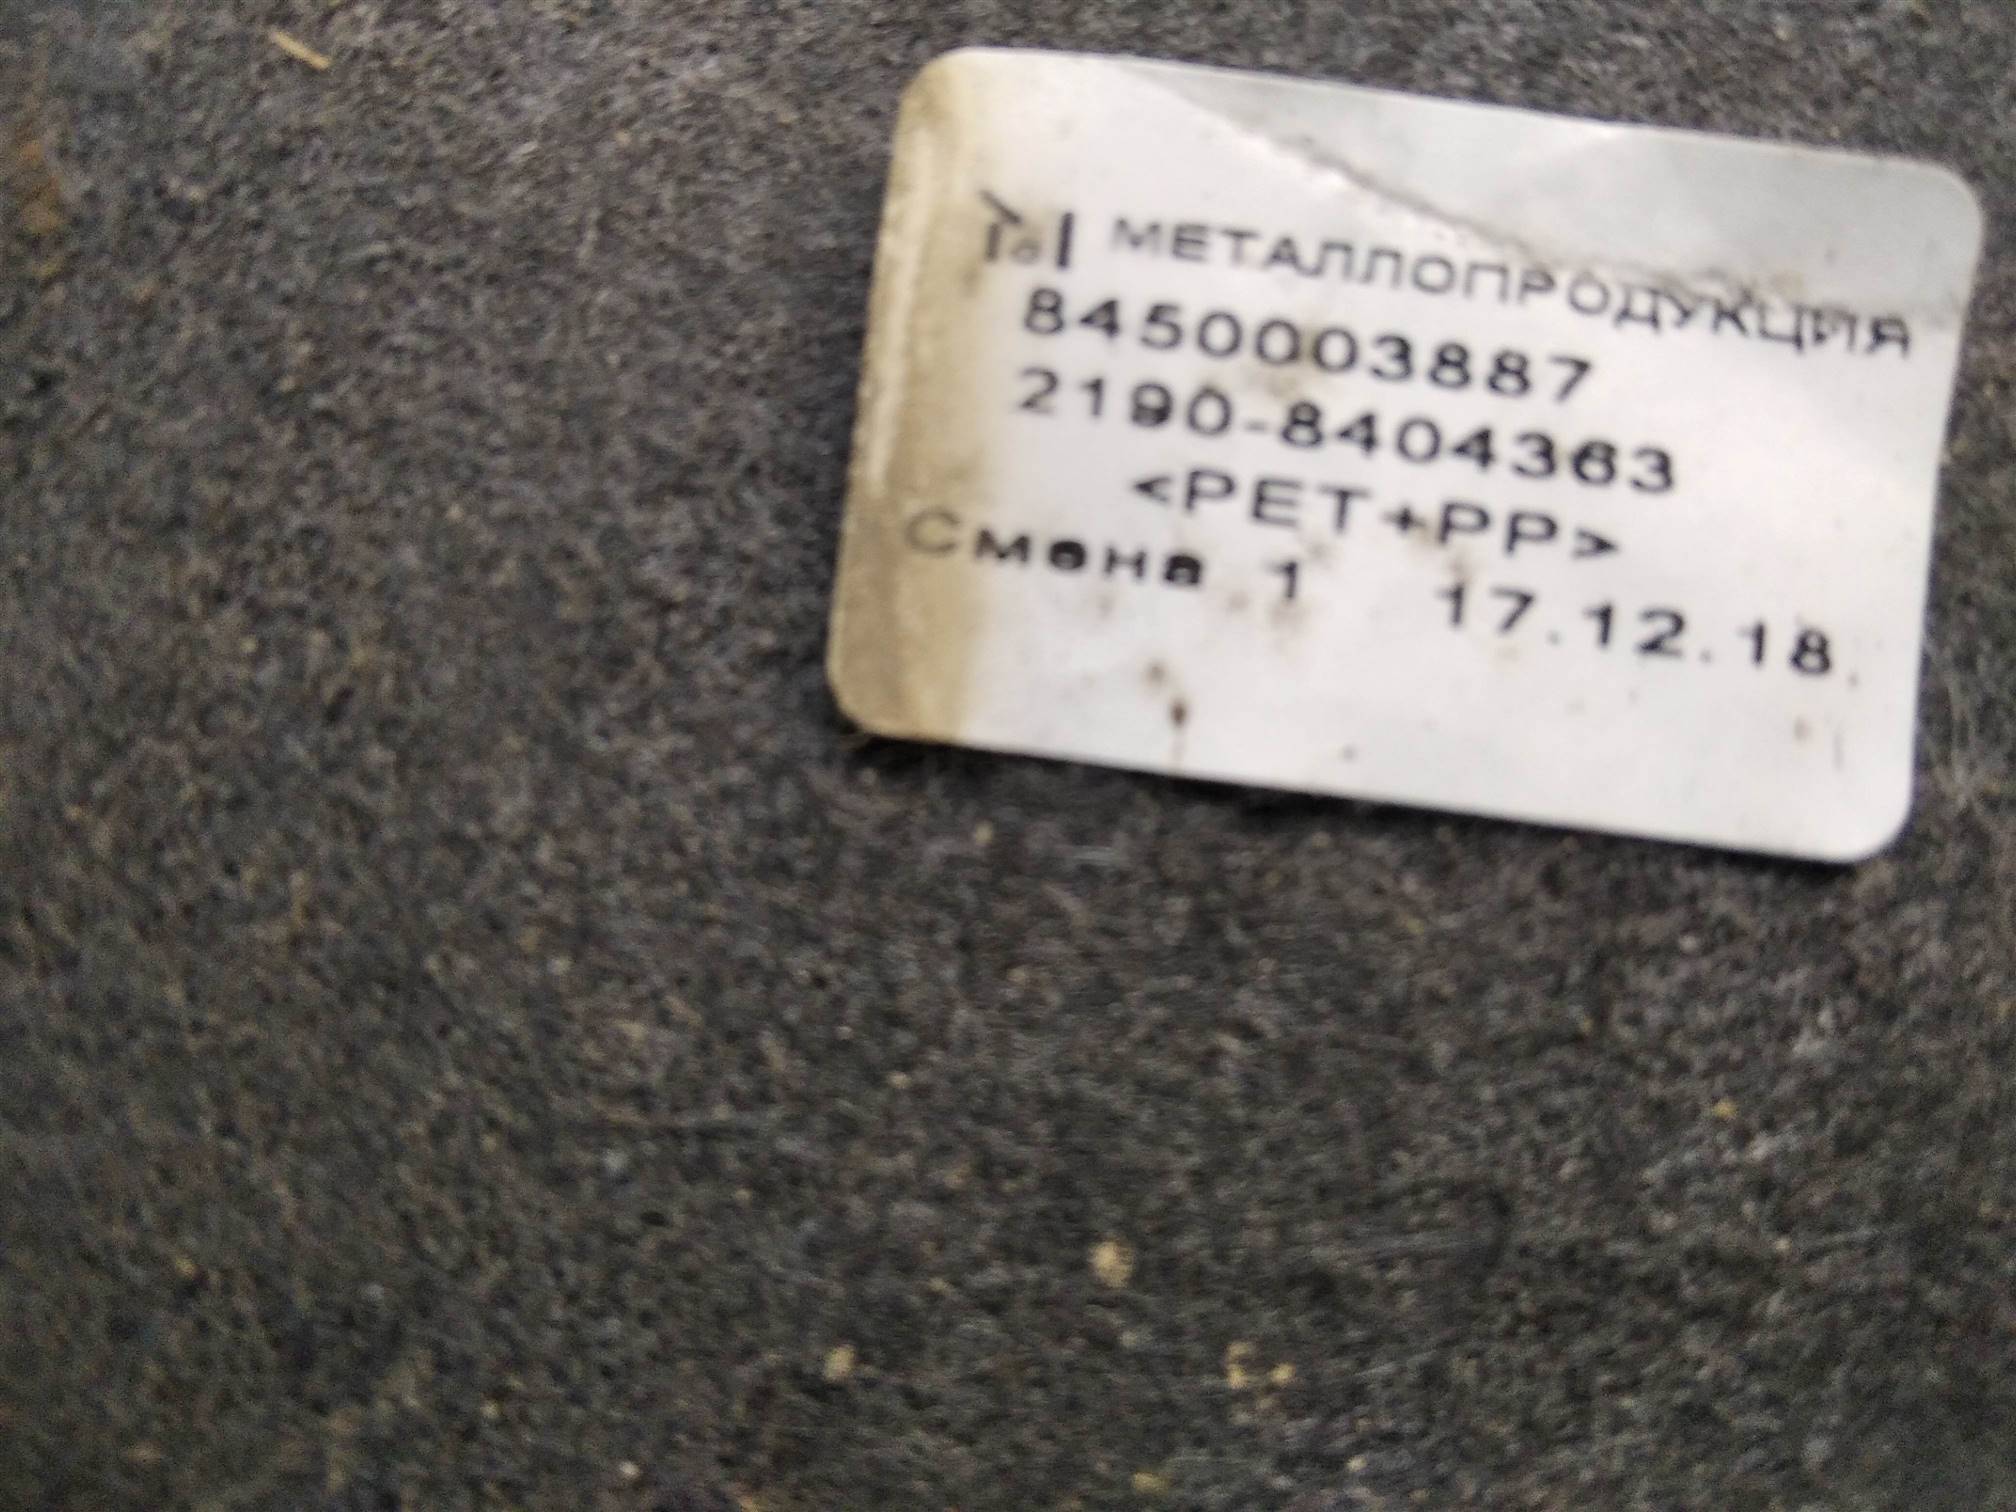 МЕТАЛЛОПРОДУКЦИЯ
8450003887
2190-8404363
<PET+PP>
Смена 1 17.12.18.